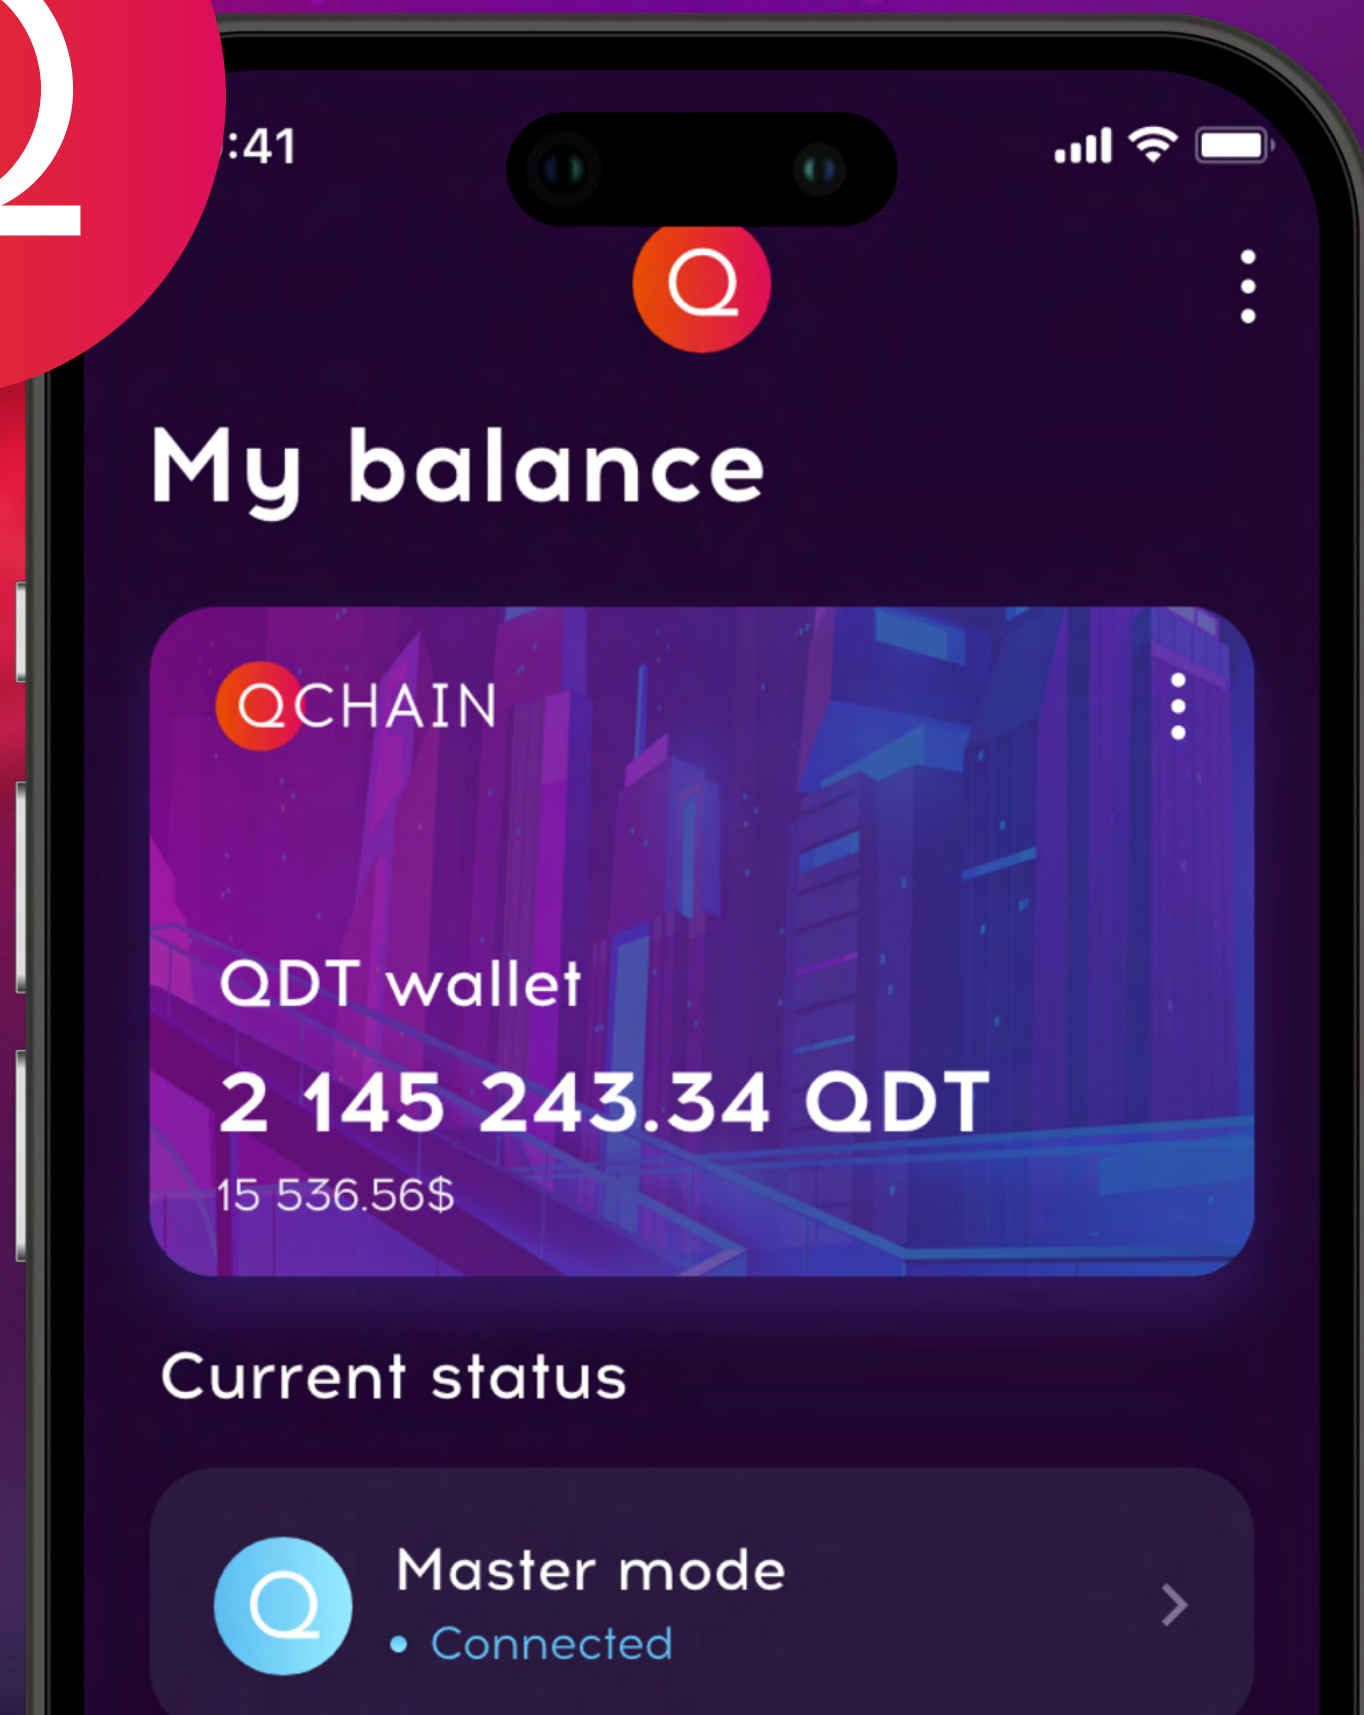 Q
:41
Q
My balance
QCHAIN
QDT wallet
2 145 243.34 QDT
15 536.56$
Current status
Q
Master mode
• Connected